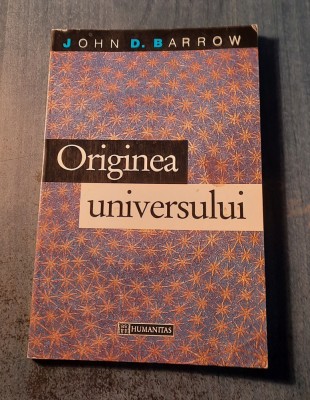 JOHN D. BARROW
Originea
universului
HUMANITAS